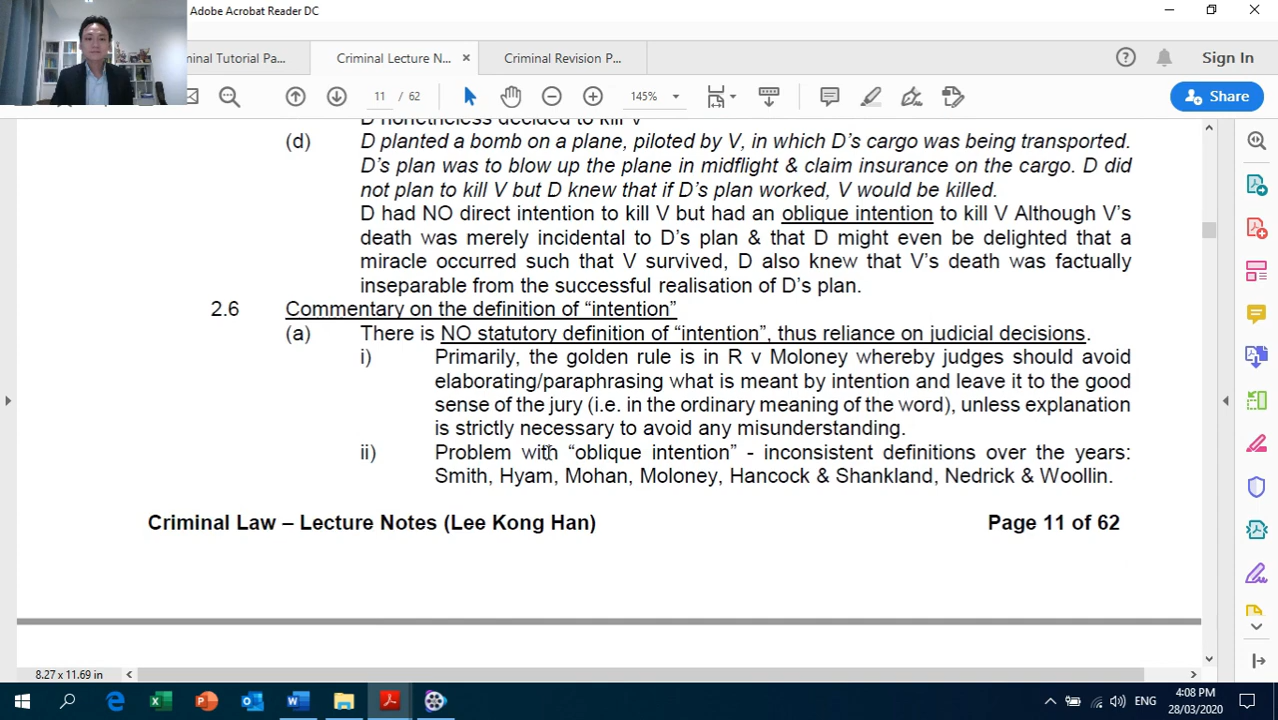 Adobe Acrobat Reader DC
minal Tutorial Pa...
Criminal Lecture N...
Criminal Revision P...
Sign In
11 / 62
145%
Share
D nonetheless decided to kill V
(d) D planted a bomb on a plane, piloted by V, in which D's cargo was being transported.
D's plan was to blow up the plane in midflight & claim insurance on the cargo. D did
not plan to kill V but D knew that if D's plan worked, V would be killed.
D had NO direct intention to kill V but had an oblique intention to kill V Although V's
death was merely incidental to D's plan & that D might even be delighted that a
miracle occurred such that V survived, D also knew that V's death was factually
inseparable from the successful realisation of D's plan.
2.6 Commentary on the definition of "intention"
(a) There is NO statutory definition of "intention", thus reliance on judicial decisions.
i) Primarily, the golden rule is in R v Moloney whereby judges should avoid
elaborating/paraphrasing what is meant by intention and leave it to the good
sense of the jury (i.e. in the ordinary meaning of the word), unless explanation
is strictly necessary to avoid any misunderstanding.
ii) Problem with "oblique intention" - inconsistent definitions over the years:
Smith, Hyam, Mohan, Moloney, Hancock & Shankland, Nedrick & Woollin.
Criminal Law – Lecture Notes (Lee Kong Han)
Page 11 of 62
8.27 x 11.69 in
ENG
4:08 PM
28/03/2020